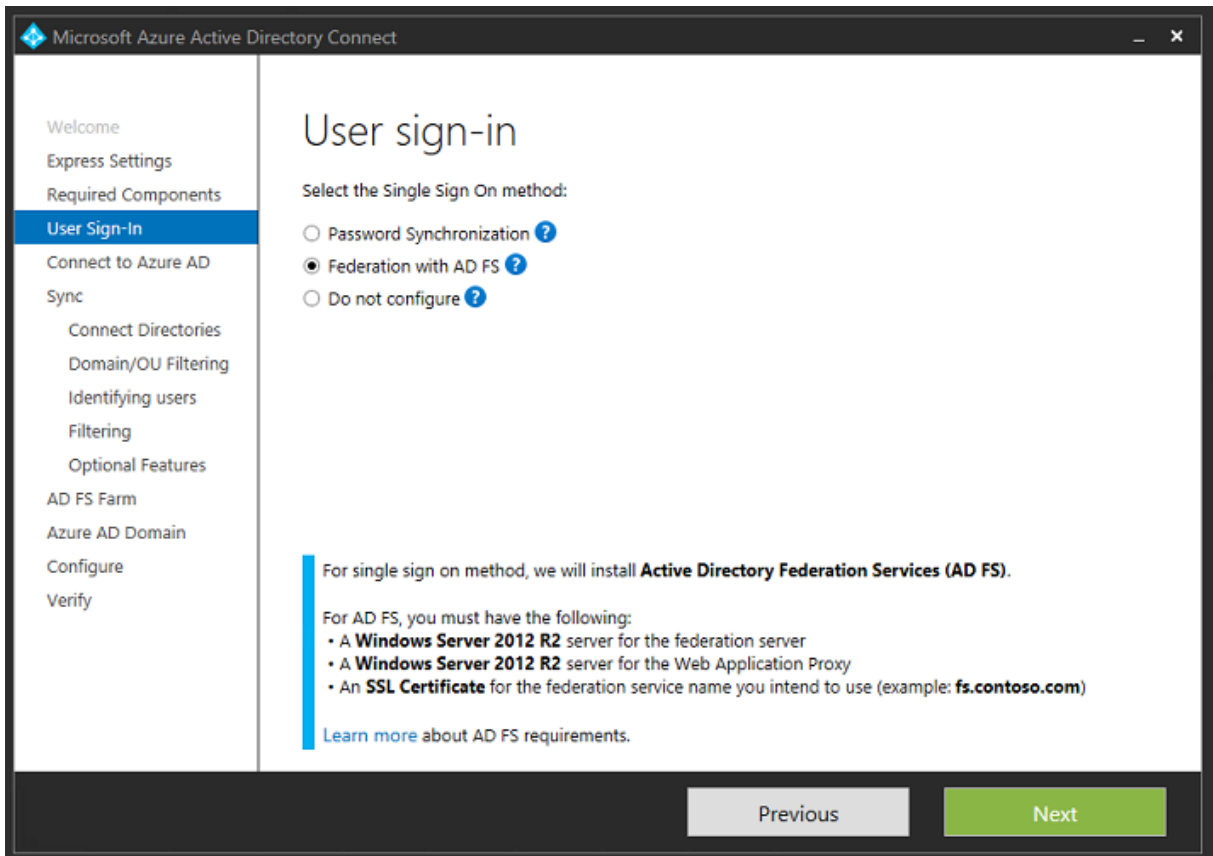 Microsoft Azure Active Directory Connect
Welcome
Express Settings
Required Components
User Sign-In
Connect to Azure AD
Sync
Connect Directories
Domain/OU Filtering
Identifying users
Filtering
Optional Features
AD FS Farm
Azure AD Domain
Configure
Verify
User sign-in
Select the Single Sign On method:
Password Synchronization ?
Federation with AD FS ?
Do not configure ?
For single sign on method, we will install Active Directory Federation Services (AD FS).
For AD FS, you must have the following:
• A Windows Server 2012 R2 server for the federation server
• A Windows Server 2012 R2 server for the Web Application Proxy
• An SSL Certificate for the federation service name you intend to use (example: fs.contoso.com)
Learn more about AD FS requirements.
Previous
Next